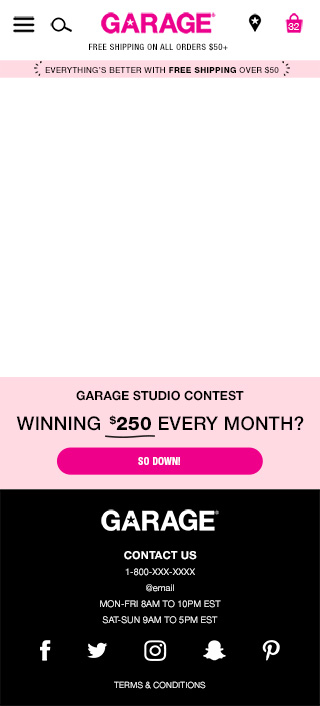 GARAGE®
32
FREE SHIPPING ON ALL ORDERS $50+
EVERYTHING'S BETTER WITH FREE SHIPPING OVER $50
GARAGE STUDIO CONTEST
WINNING $250 EVERY MONTH?
SO DOWN!
GARAGE®
CONTACT US
1-800-XXX-XXXX
@email
MON-FRI 8AM TO 10PM EST
SAT-SUN 9AM TO 5PM EST
TERMS & CONDITIONS